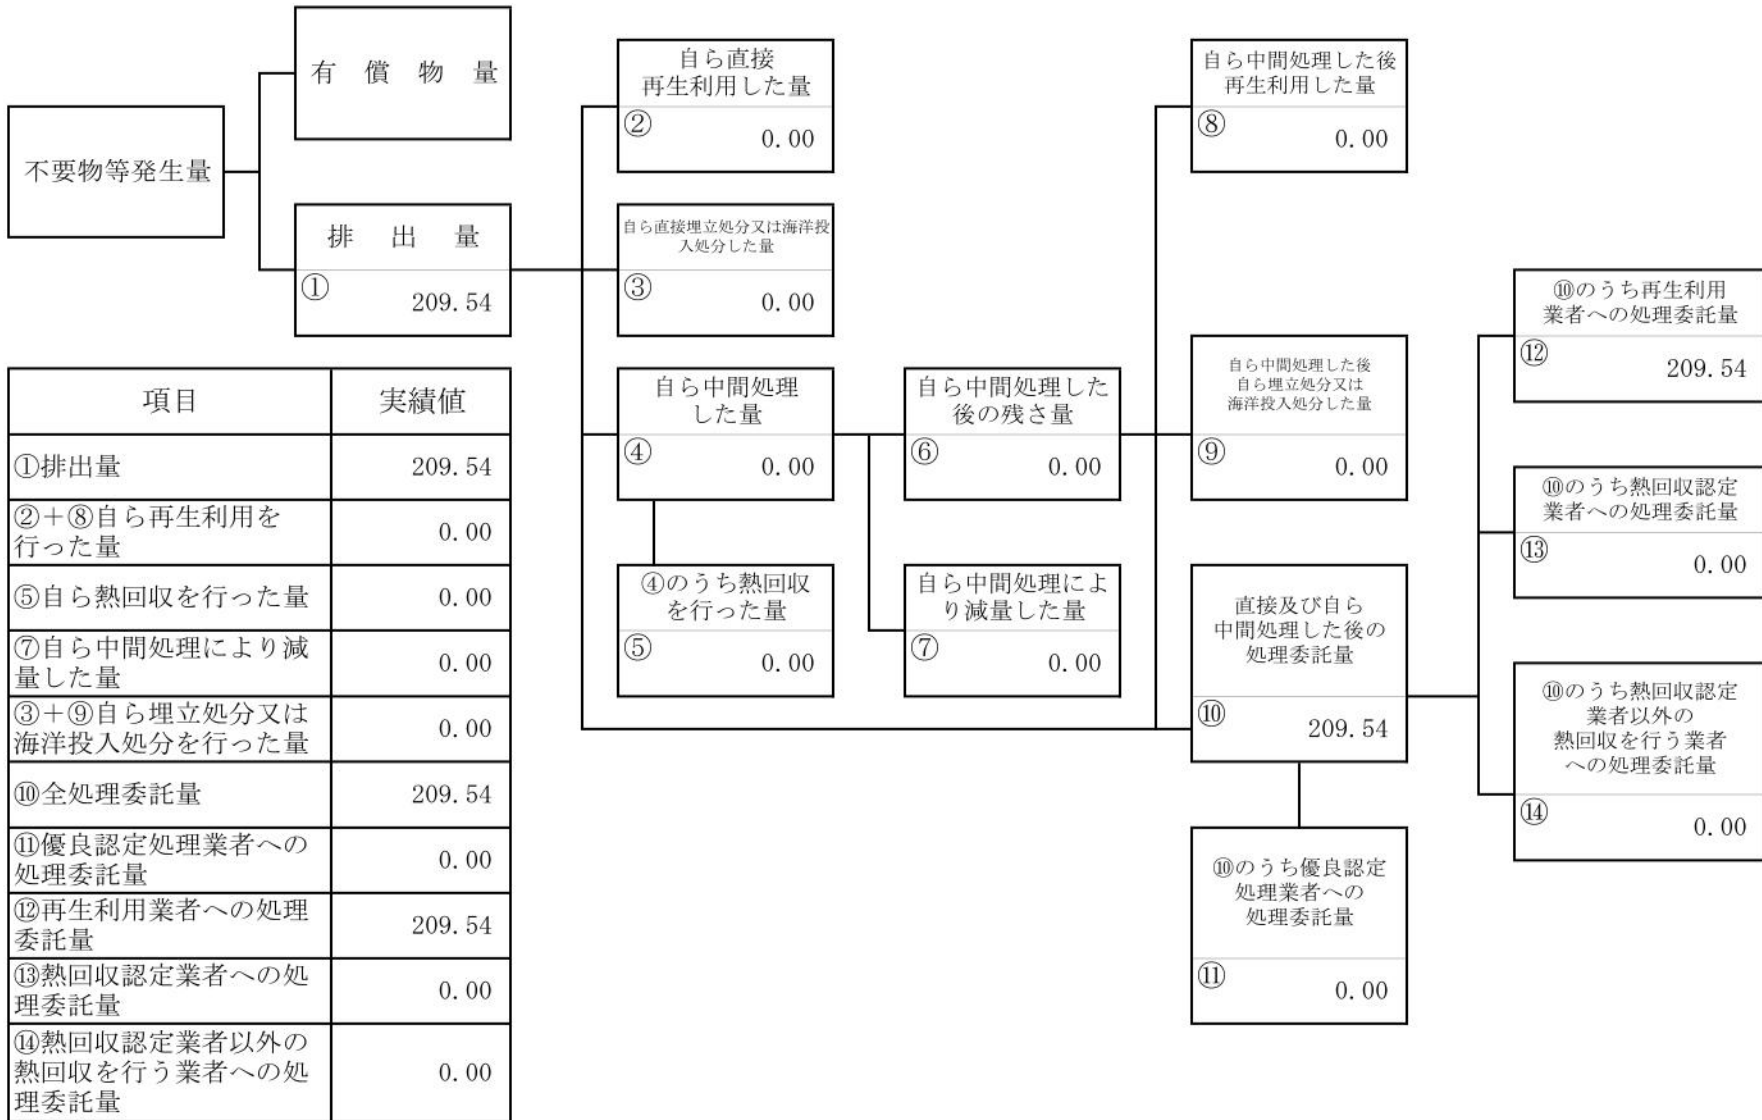 不要物等発生量
有償物量
排出量
①
209.54
自ら直接
再生利用した量
②
0.00
自ら直接埋立処分又は海洋投
入処分した量
③
0.00
自ら中間処理
した量
④
0.00
④のうち熱回収
を行った量
⑤
0.00
自ら中間処理した
後の残さ量
⑥
0.00
自ら中間処理によ
り減量した量
⑦
0.00
自ら中間処理した後
再生利用した量
⑧
0.00
自ら中間処理した後
自ら埋立処分又は
海洋投入処分した量
⑨
0.00
直接及び自ら
中間処理した後の
処理委託量
⑩
209.54
⑩のうち優良認定
処理業者への
処理委託量
⑪
0.00
⑩のうち再生利用
業者への処理委託量
⑫
209.54
⑩のうち熱回収認定
業者への処理委託量
⑬
0.00
⑩のうち熱回収認定
業者以外の
熱回収を行う業者
への処理委託量
⑭
0.00
項目 実績値
①排出量 209.54
②+⑧自ら再生利用を
行った量 0.00
⑤自ら熱回収を行った量 0.00
⑦自ら中間処理により減
量した量 0.00
③+⑨自ら埋立処分又は
海洋投入処分を行った量 0.00
⑩全処理委託量 209.54
⑪優良認定処理業者への
処理委託量 0.00
⑫再生利用業者への処理
委託量 209.54
⑬熱回収認定業者への処
理委託量 0.00
⑭熱回収認定業者以外の
熱回収を行う業者への処 0.00
理委託量